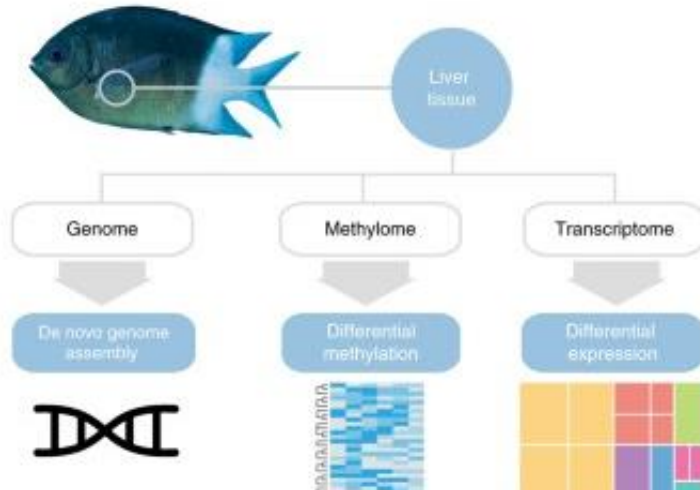 Liver
tissue
Genome
Methylome
Transcriptome
De novo genome
assembly
Differential
methylation
Differential
expression